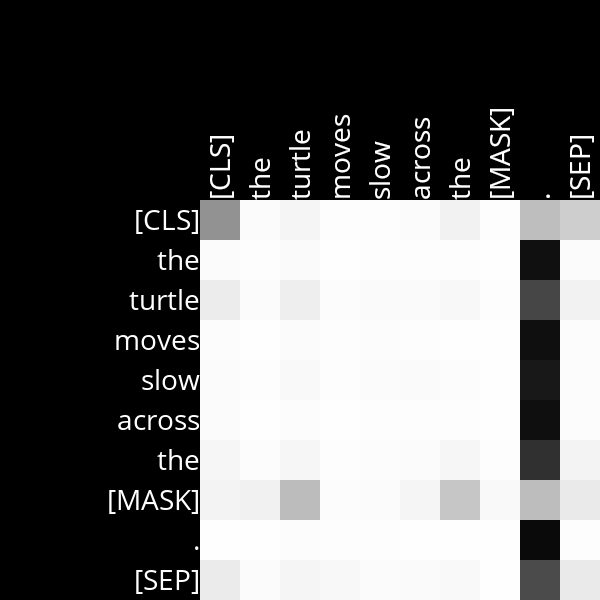 [CLS] the turtle moves slow across the [MASK] . [SEP]
[CLS]
the
turtle
moves
slow
across
the
[MASK]
.
[SEP]